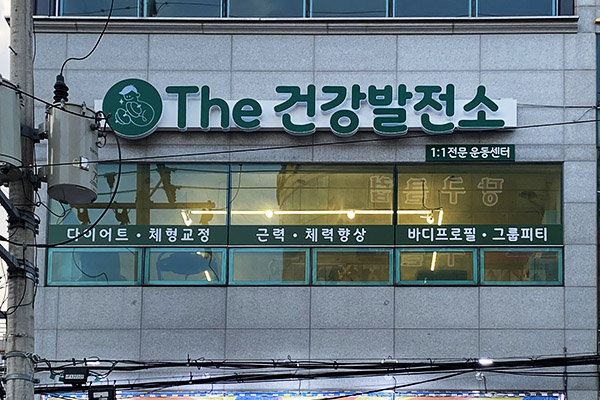 The 건강발전소
1:1전문 운동센터
다이어트 · 체형교정
근력 · 체력향상
바디프로필 · 그룹피티